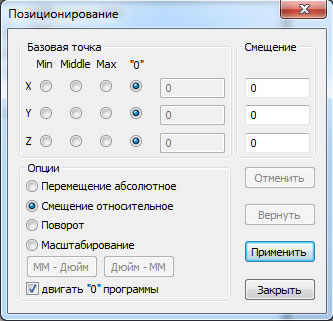 Позиционирование
Базовая точка
Смещение
Min Middle Max "0"
X 0 0
Y 0 0
Z 0 0
Опции
Перемещение абсолютное
Смещение относительное
Поворот
Масштабирование
ММ - Дюйм Дюйм - ММ
двигать "0" программы
Отменить
Вернуть
Применить
Закрыть